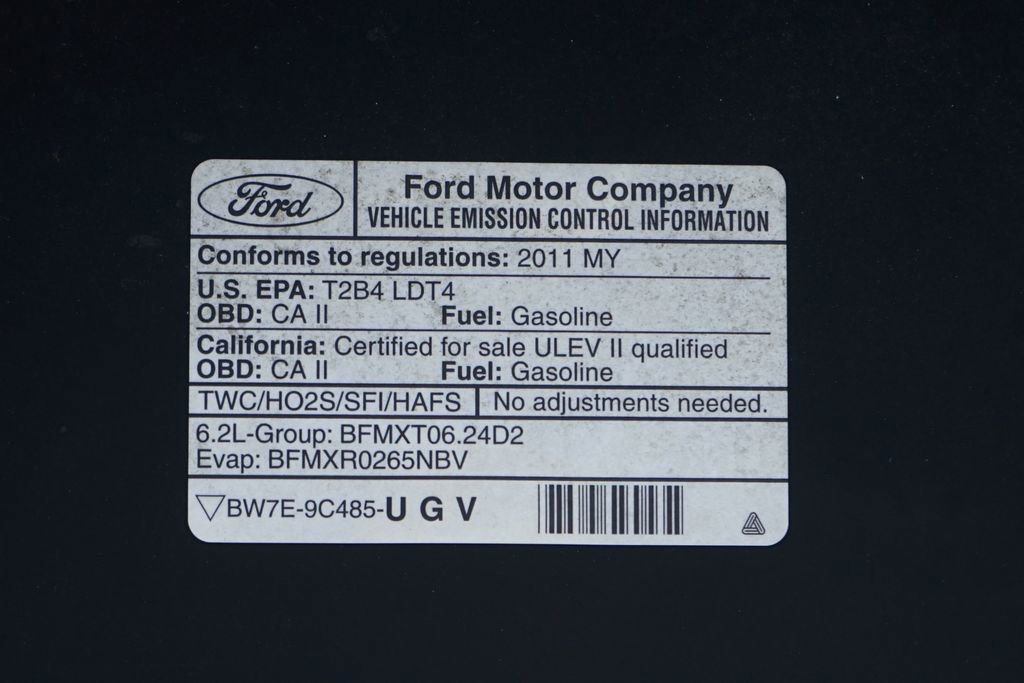 Ford
Ford Motor Company
VEHICLE EMISSION CONTROL INFORMATION
Conforms to regulations: 2011 MY
U.S. EPA: T2B4 LDT4
OBD: CA II Fuel: Gasoline
California: Certified for sale ULEV II qualified
OBD: CA II Fuel: Gasoline
TWC/HO2S/SFI/HAFS No adjustments needed.
6.2L-Group: BFMXT06.24D2
Evap: BFMXR0265NBV
BW7E-9C485-U G V